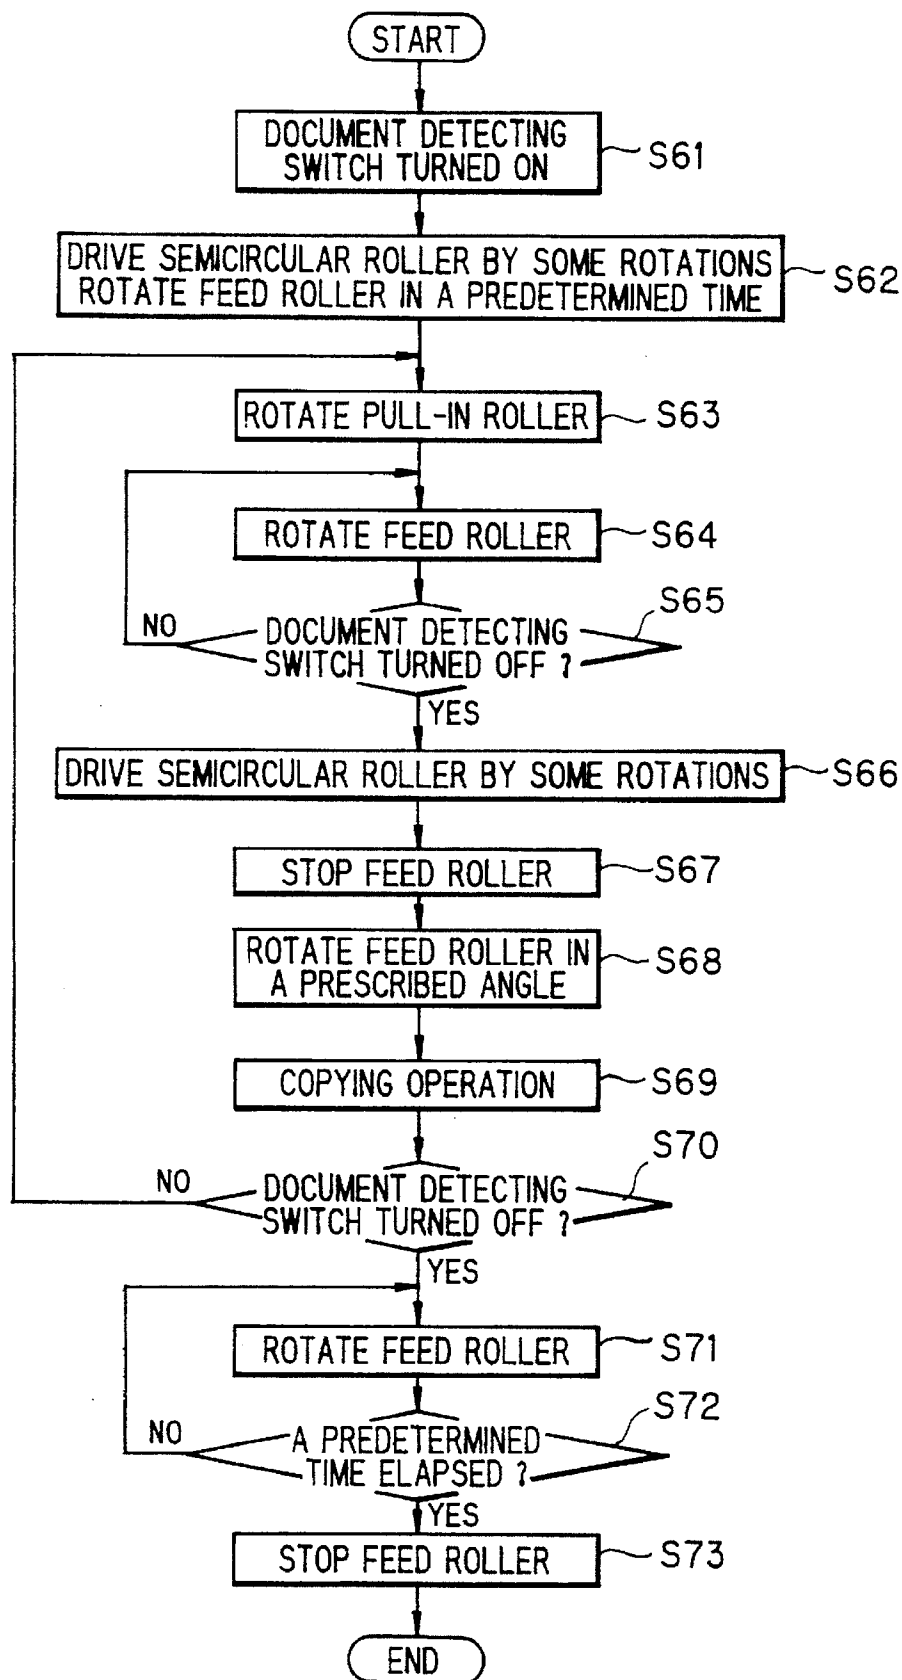 START
DOCUMENT DETECTING
SWITCH TURNED ON
S61
DRIVE SEMICIRCULAR ROLLER BY SOME ROTATIONS
ROTATE FEED ROLLER IN A PREDETERMINED TIME
S62
ROTATE PULL-IN ROLLER
S63
ROTATE FEED ROLLER
S64
S65
NO
DOCUMENT DETECTING
SWITCH TURNED OFF ?
YES
DRIVE SEMICIRCULAR ROLLER BY SOME ROTATIONS
S66
STOP FEED ROLLER
S67
ROTATE FEED ROLLER IN
A PRESCRIBED ANGLE
S68
COPYING OPERATION
S69
S70
NO
DOCUMENT DETECTING
SWITCH TURNED OFF ?
YES
ROTATE FEED ROLLER
S71
S72
NO
A PREDETERMINED
TIME ELAPSED ?
YES
STOP FEED ROLLER
S73
END